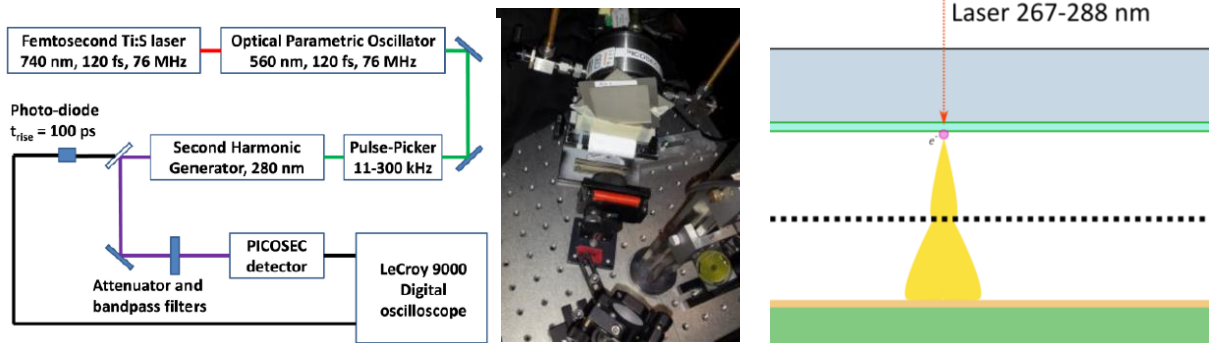 Femtosecond Ti:S laser
740 nm, 120 fs, 76 MHz
Optical Parametric Oscillator
560 nm, 120 fs, 76 MHz
Photo-diode
t_rise = 100 ps
Second Harmonic
Generator, 280 nm
Pulse-Picker
11-300 kHz
Attenuator and
bandpass filters
PICOSEC
detector
LeCroy 9000
Digital
oscilloscope
PICOSEC
Laser 267-288 nm
e-